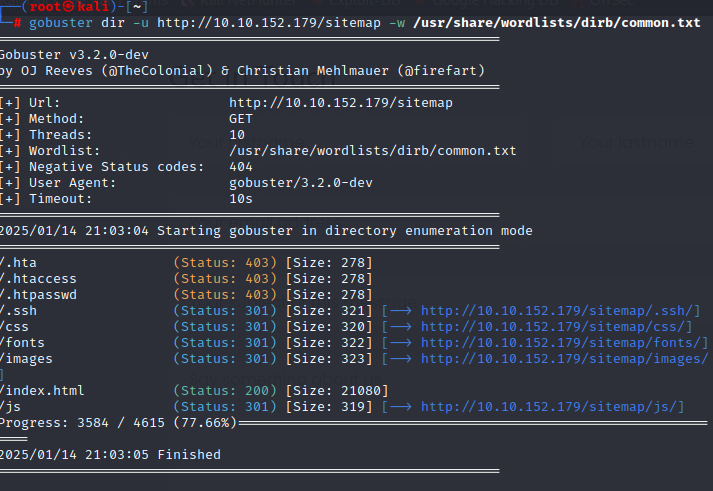 (root㉿kali)-[~]
# gobuster dir -u http://10.10.152.179/sitemap -w /usr/share/wordlists/dirb/common.txt
Gobuster v3.2.0-dev
by OJ Reeves (@TheColonial) & Christian Mehlmauer (@firefart)
[+] Url: http://10.10.152.179/sitemap
[+] Method: GET
[+] Threads: 10
[+] Wordlist: /usr/share/wordlists/dirb/common.txt
[+] Negative Status codes: 404
[+] User Agent: gobuster/3.2.0-dev
[+] Timeout: 10s
2025/01/14 21:03:04 Starting gobuster in directory enumeration mode
/.hta (Status: 403) [Size: 278]
/.htaccess (Status: 403) [Size: 278]
/.htpasswd (Status: 403) [Size: 278]
/.ssh (Status: 301) [Size: 321] [--> http://10.10.152.179/sitemap/.ssh/]
/css (Status: 301) [Size: 320] [--> http://10.10.152.179/sitemap/css/]
/fonts (Status: 301) [Size: 322] [--> http://10.10.152.179/sitemap/fonts/]
/images (Status: 301) [Size: 323] [--> http://10.10.152.179/sitemap/images/
]
/index.html (Status: 200) [Size: 21080]
/js (Status: 301) [Size: 319] [--> http://10.10.152.179/sitemap/js/]
Progress: 3584 / 4615 (77.66%)
2025/01/14 21:03:05 Finished